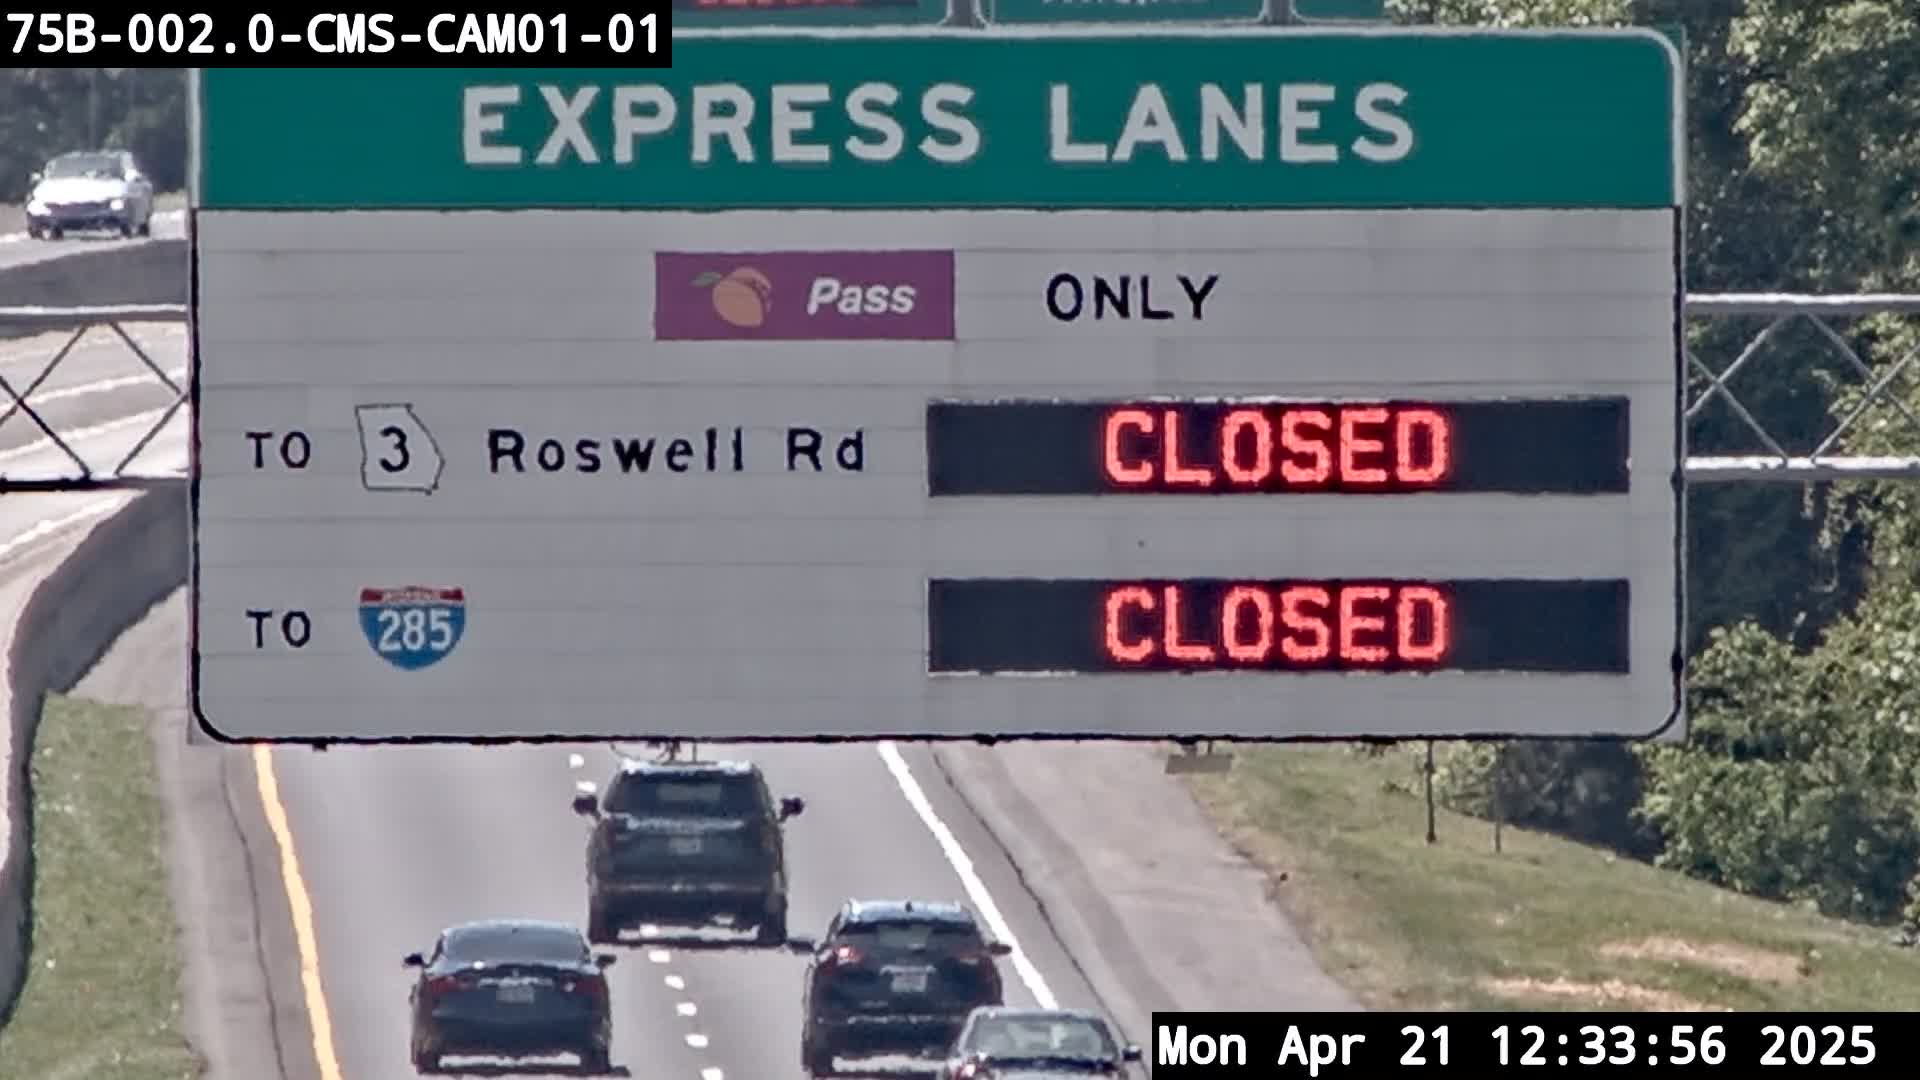 75B-002.0-CMS-CAM01-01
EXPRESS LANES
Pass ONLY
TO 3 Roswell Rd CLOSED
TO 285 CLOSED
Mon Apr 21 12:33:56 2025